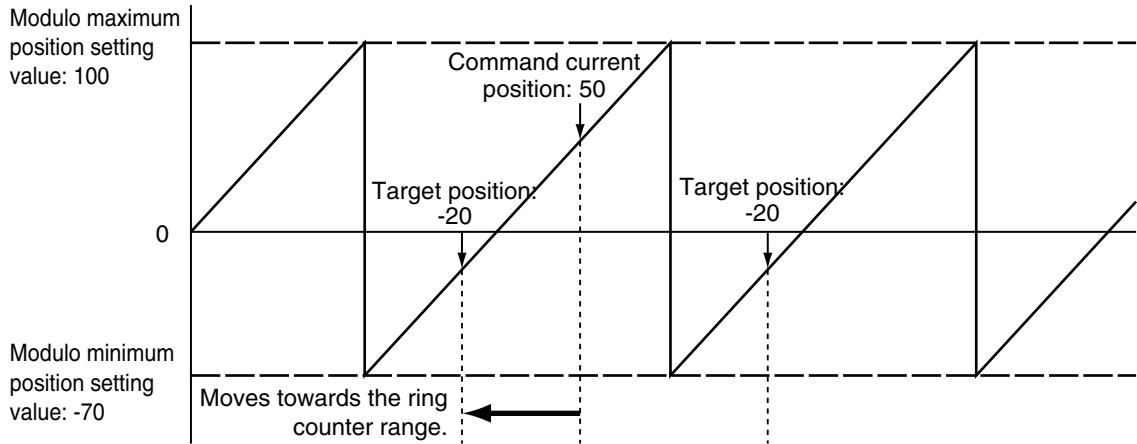 Modulo maximum
position setting
value: 100
Command current
position: 50
Target position:
-20
Target position:
-20
0
Modulo minimum
position setting
value: -70
Moves towards the ring
counter range.